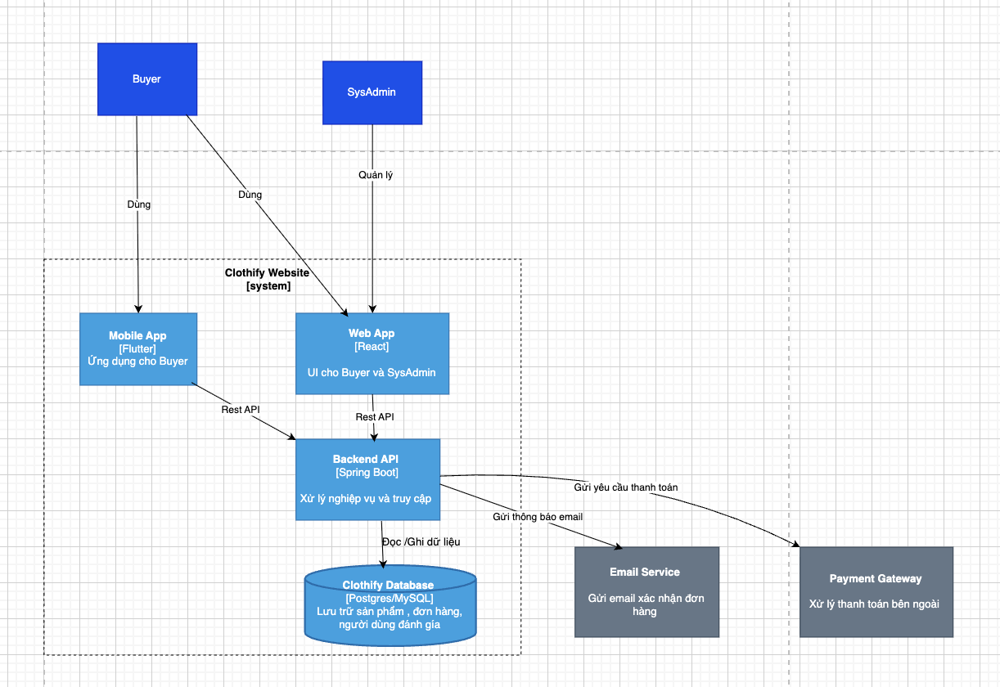 Buyer
SysAdmin
Quản lý
Dùng
Dùng
Clothify Website
[system]
Mobile App
[Flutter]
Ứng dụng cho Buyer
Web App
[React]
UI cho Buyer và SysAdmin
Rest API
Rest API
Backend API
[Spring Boot]
Xử lý nghiệp vụ và truy cập
Gửi yêu cầu thanh toán
Gửi thông báo email
Đọc /Ghi dữ liệu
Clothify Database
[Postgres/MySQL]
Lưu trữ sản phẩm , đơn hàng,
người dùng đánh gía
Email Service
Gửi email xác nhận đơn
hàng
Payment Gateway
Xử lý thanh toán bên ngoài